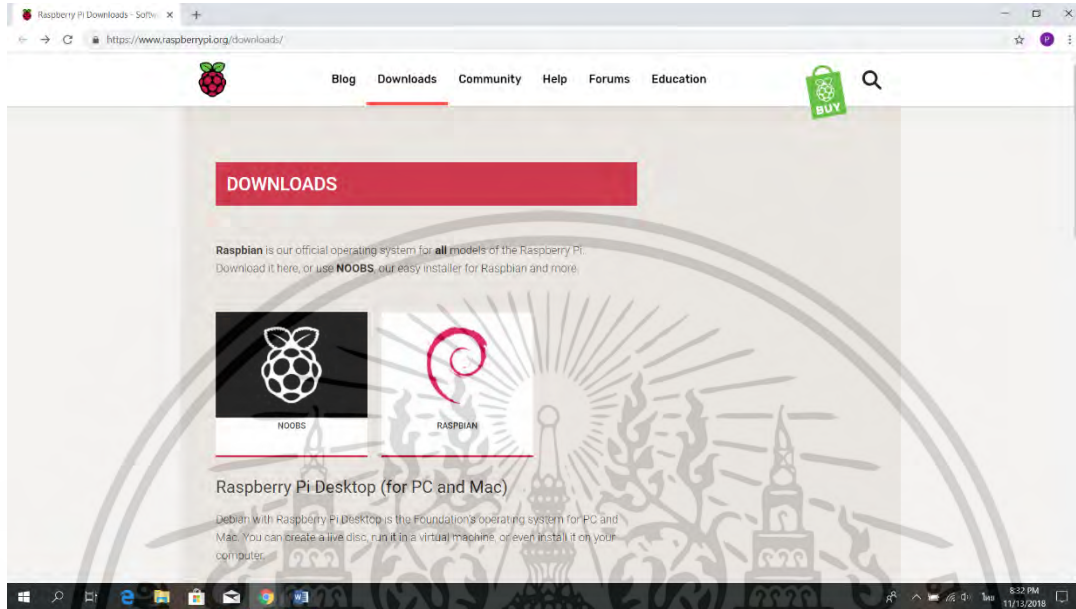 Raspberry Pi Downloads - Softw
https://www.raspberrypi.org/downloads/
P
Blog Downloads Community Help Forums Education
BUY
DOWNLOADS
Raspbian is our official operating system for all models of the Raspberry Pi.
Download it here, or use NOOBS, our easy installer for Raspbian and more.
NOOBS RASPBIAN
Raspberry Pi Desktop (for PC and Mac)
Debian with Raspberry Pi Desktop is the Foundation's operating system for PC and
Mac. You can create a live disc, run it in a virtual machine, or even install it on your
computer.
ไทย
8:32 PM
11/13/2018